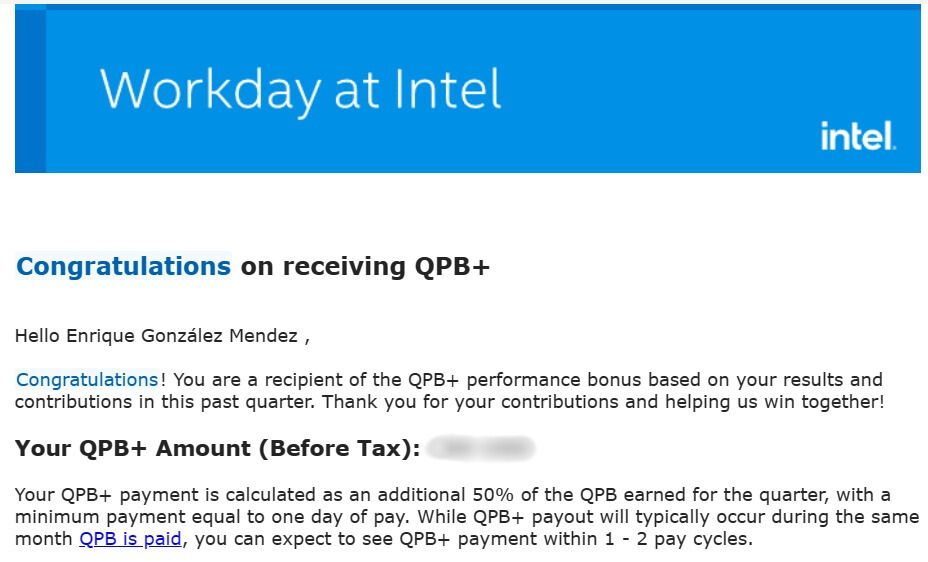 Workday at Intel
intel.
Congratulations on receiving QPB+
Hello Enrique González Mendez ,
Congratulations! You are a recipient of the QPB+ performance bonus based on your results and
contributions in this past quarter. Thank you for your contributions and helping us win together!
Your QPB+ Amount (Before Tax):
Your QPB+ payment is calculated as an additional 50% of the QPB earned for the quarter, with a
minimum payment equal to one day of pay. While QPB+ payout will typically occur during the same
month QPB is paid, you can expect to see QPB+ payment within 1 - 2 pay cycles.